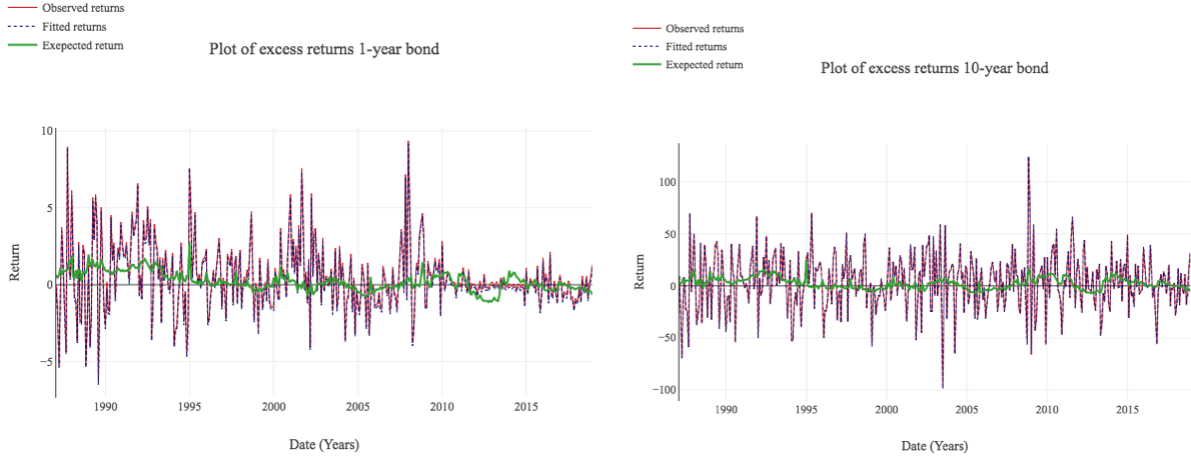 Observed returns
Fitted returns
Exepected return
Plot of excess returns 1-year bond
10
5
0
−5
Return
1990
1995
2000
2005
2010
2015
Date (Years)
Observed returns
Fitted returns
Exepected return
Plot of excess returns 10-year bond
100
50
0
−50
−100
Return
1990
1995
2000
2005
2010
2015
Date (Years)